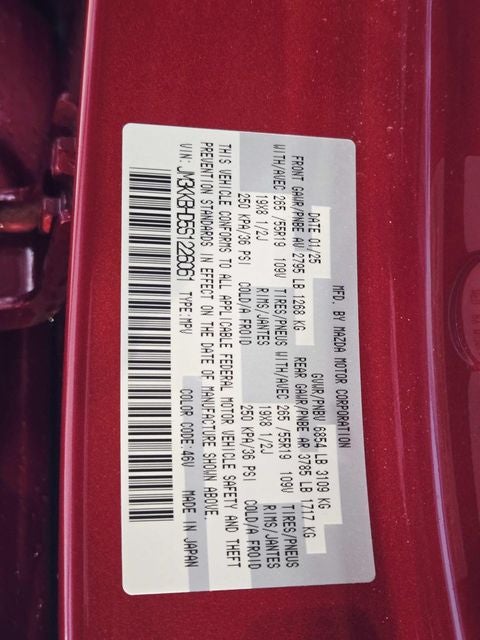 MFD. BY MAZDA MOTOR CORPORATION
DATE 01/25 GVWR/PNBV 6854 LB 3109 KG
FRONT GAWR/PNBE AV 2795 LB 1268 KG REAR GAWR/PNBE AR 3785 LB 1717 KG
WITH/AVEC 265 /55R19 109V TIRES/PNEUS WITH/AVEC 265 /55R19 109V TIRES/PNEUS
19X8 1/2J RIMS/JANTES 19X8 1/2J RIMS/JANTES
250 KPA/36 PSI COLD/A FROID 250 KPA/36 PSI COLD/A FROID
THIS VEHICLE CONFORMS TO ALL APPLICABLE FEDERAL MOTOR VEHICLE SAFETY AND THEFT
PREVENTION STANDARDS IN EFFECT ON THE DATE OF MANUFACTURE SHOWN ABOVE.
VIN: JM3KKBHD5S1226061 TYPE:MPV COLOR CODE:46V MADE IN JAPAN